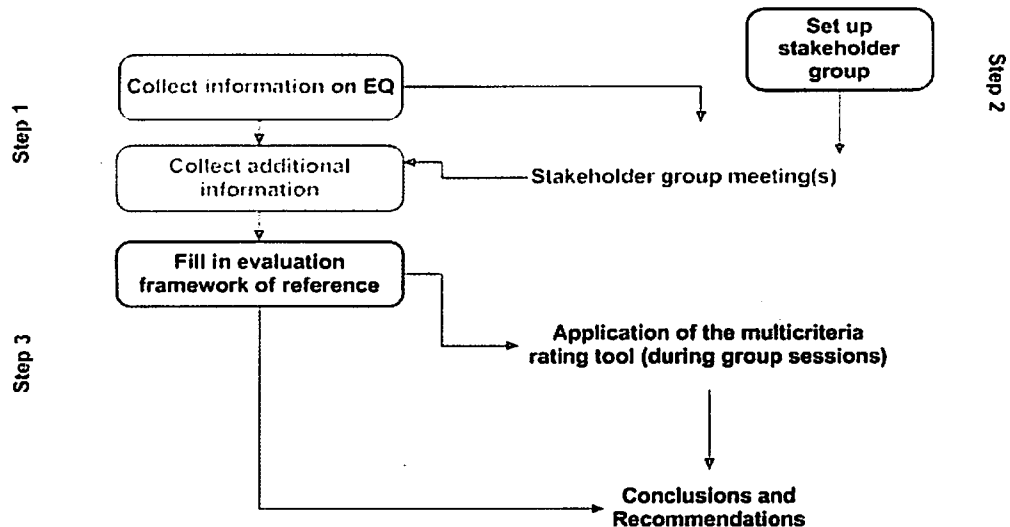 Set up
stakeholder
group
Step 2
Step 1
Collect information on EQ
Collect additional
information
Stakeholder group meeting(s)
Fill in evaluation
framework of reference
Step 3
Application of the multicriteria
rating tool (during group sessions)
Conclusions and
Recommendations